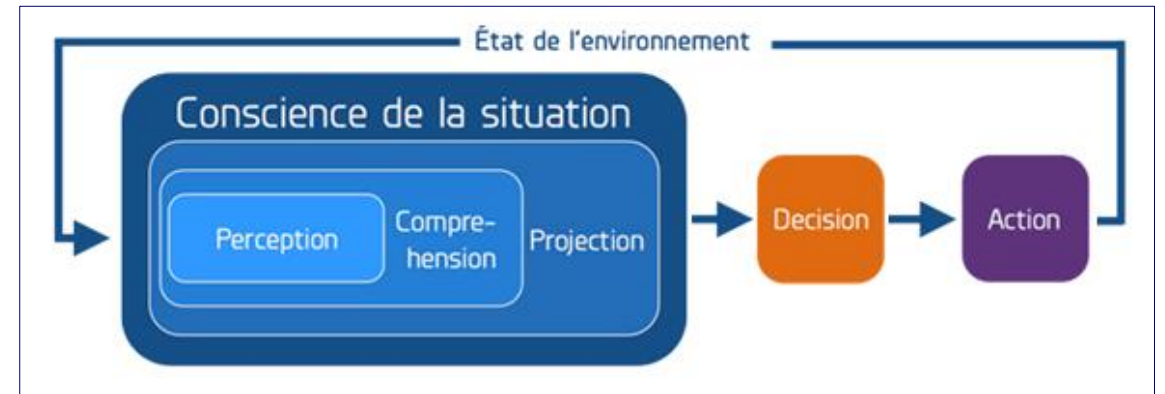 État de l'environnement
Conscience de la situation
Perception
Compre-
hension
Projection
Decision
Action